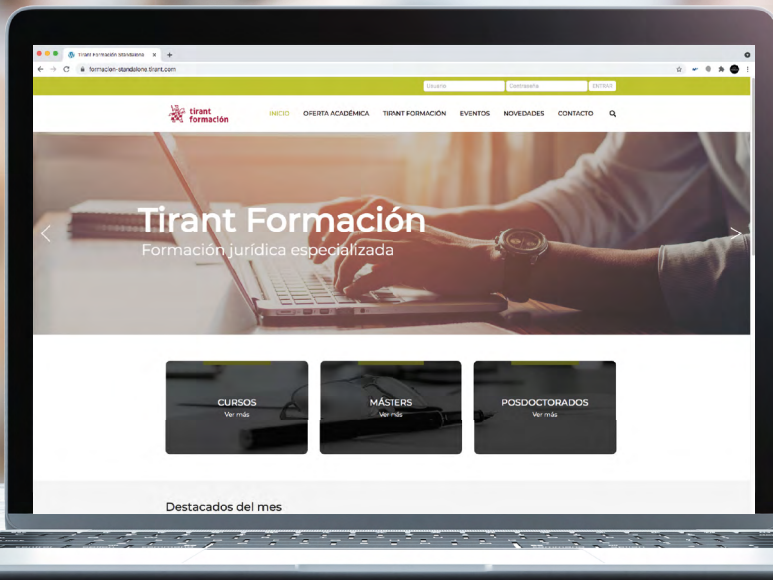 Tirant Formación Standalone
formacion-standalone.tirant.com
Usuario Contraseña ENTRAR
tirant
formación
INICIO OFERTA ACADÉMICA TIRANT FORMACIÓN EVENTOS NOVEDADES CONTACTO
Tirant Formación
Formación jurídica especializada
CURSOS
Ver más
MÁSTERS
Ver más
POSDOCTORADOS
Ver más
Destacados del mes